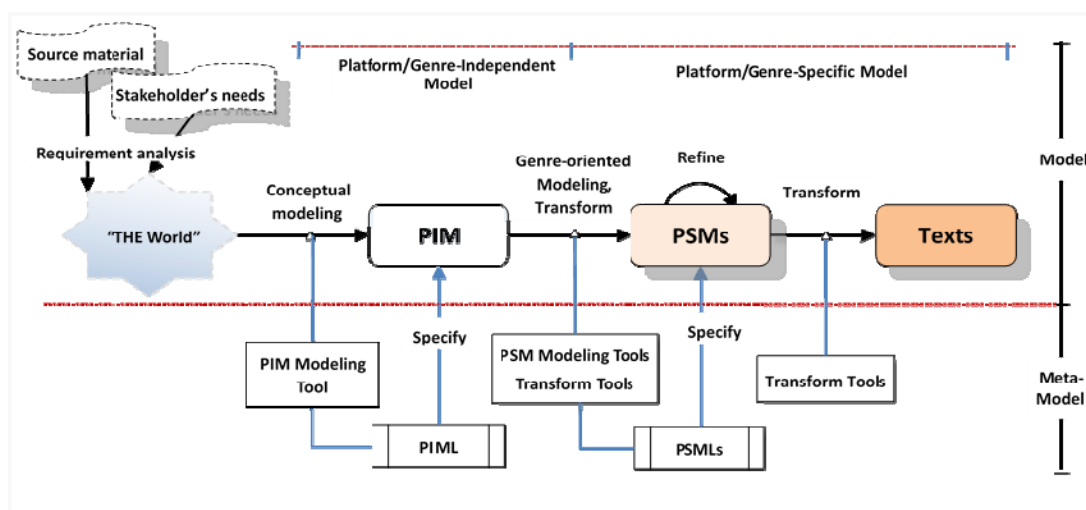 Source material
Stakeholder's needs
Requirement analysis
"THE World"
Platform/Genre-Independent
Model
Platform/Genre-Specific Model
Conceptual
modeling
PIM
Genre-oriented
Modeling,
Transform
Refine
PSMs
Transform
Texts
Model
Specify
Specify
PIM Modeling
Tool
PSM Modeling Tools
Transform Tools
Transform Tools
Meta-
Model
PIML
PSMLs